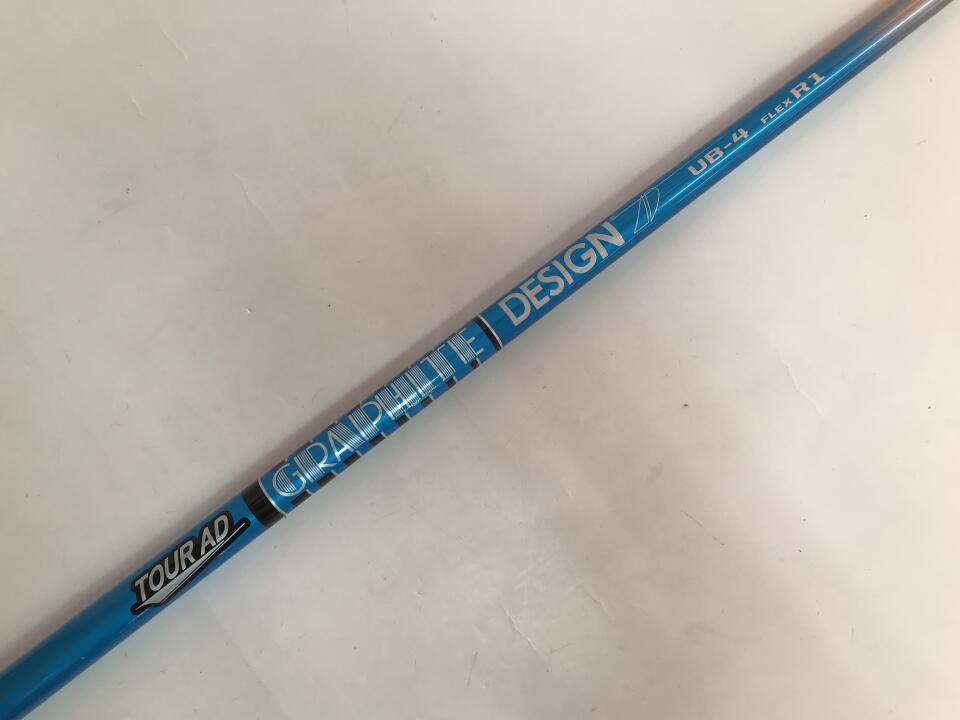 TOUR AD
GRAPHITE DESIGN
UB-4 FLEX R1